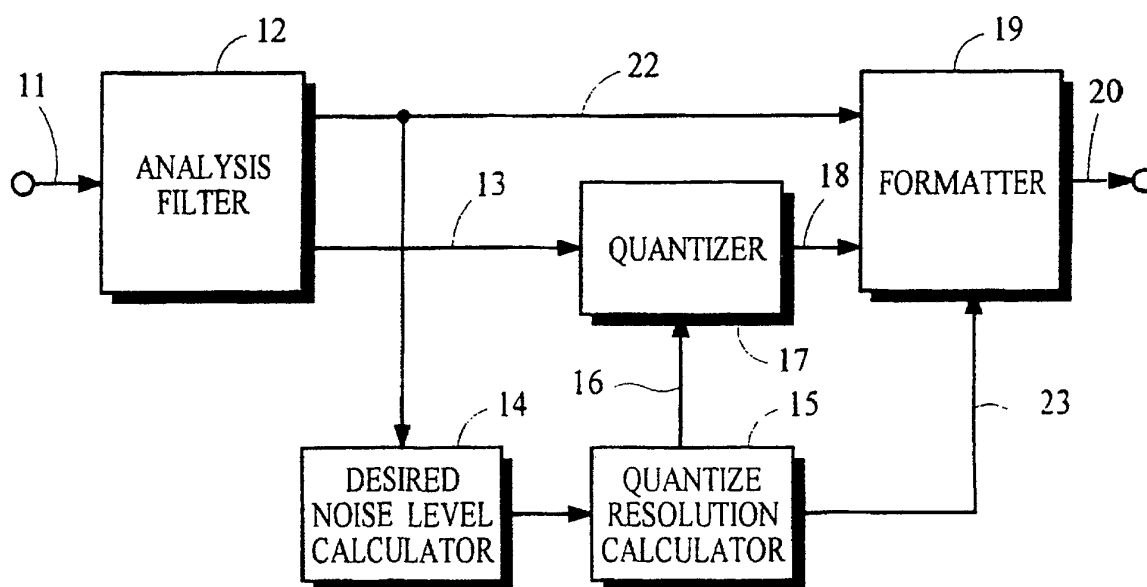 12
19
11
22
20
ANALYSIS
FILTER
13
18
FORMATTER
QUANTIZER
17
16
14
15
23
DESIRED
NOISE LEVEL
CALCULATOR
QUANTIZE
RESOLUTION
CALCULATOR